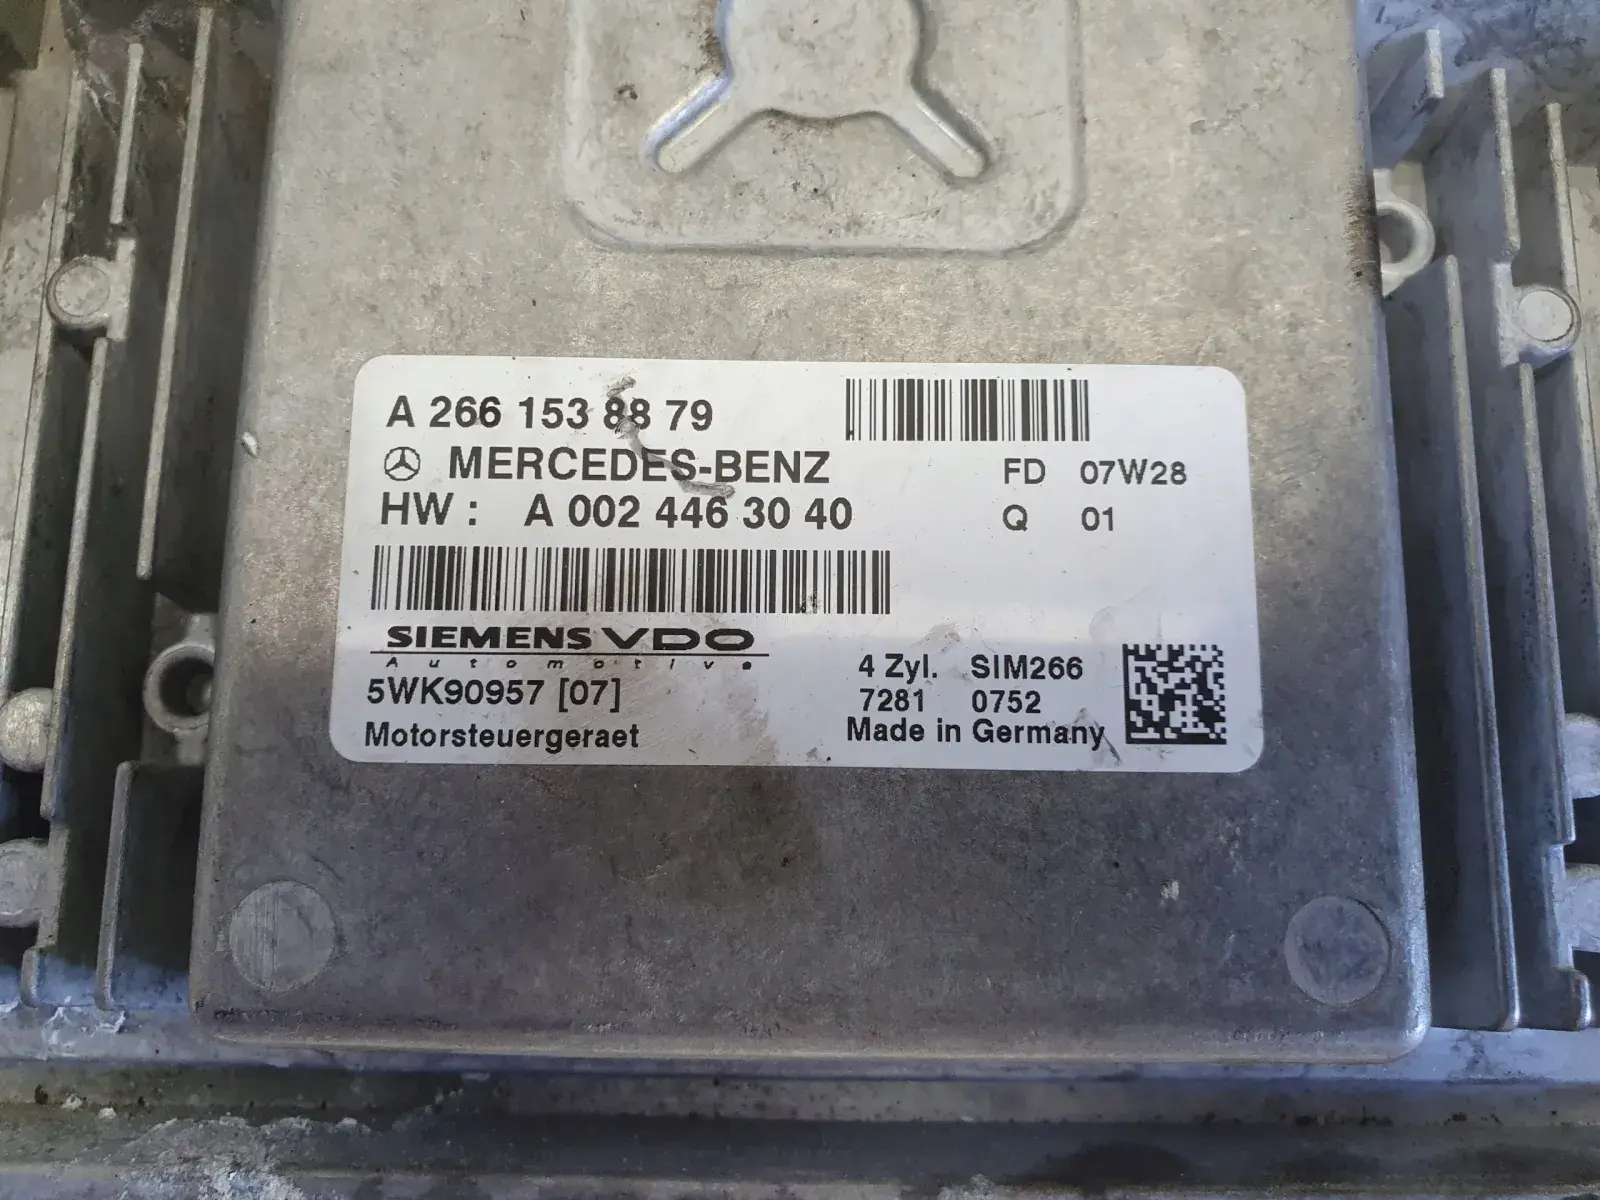 A 266 153 88 79
MERCEDES-BENZ
FD 07W28
HW : A 002 446 30 40
Q 01
SIEMENS VDO
Automotive
5WK90957 [07]
Motorsteuergeraet
4 Zyl. SIM266
7281 0752
Made in Germany